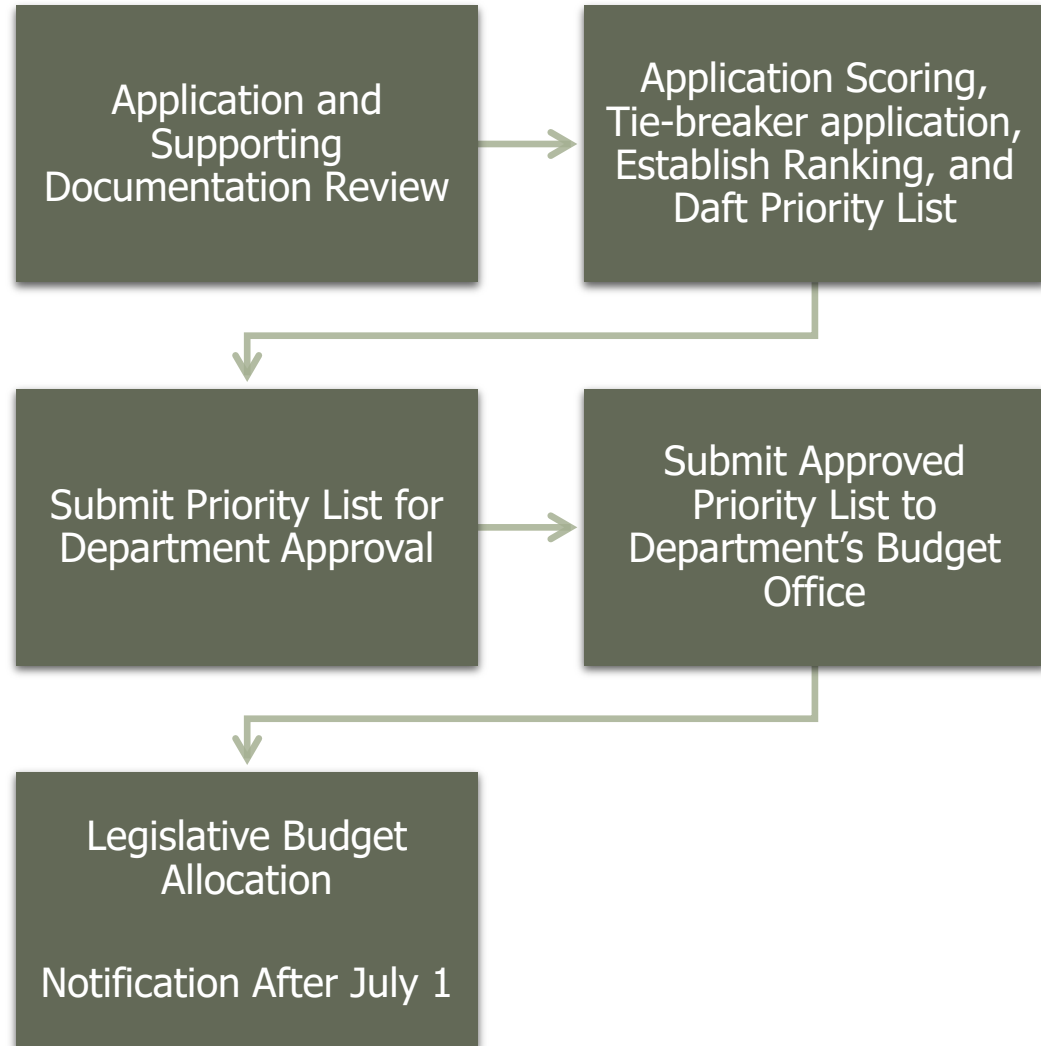 Application and
Supporting
Documentation Review
Application Scoring,
Tie-breaker application,
Establish Ranking, and
Daft Priority List
Submit Priority List for
Department Approval
Submit Approved
Priority List to
Department’s Budget
Office
Legislative Budget
Allocation
Notification After July 1